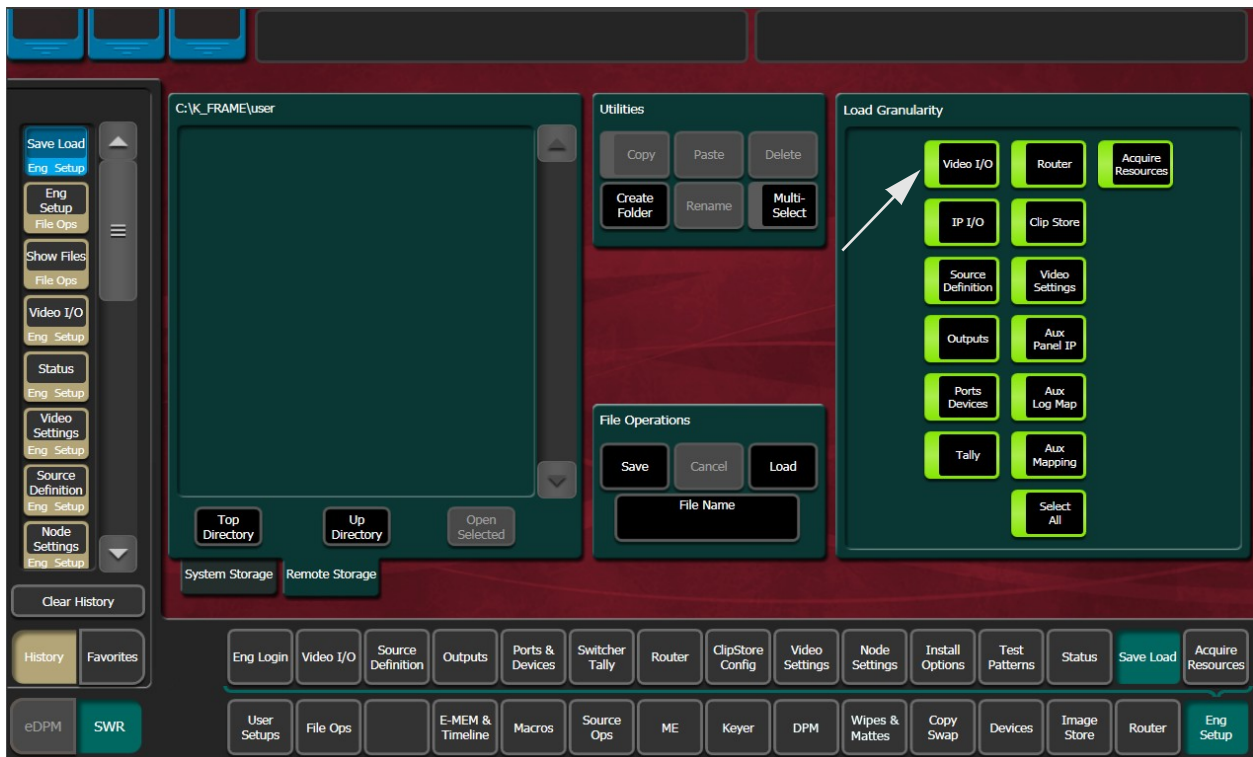 C:\K_FRAME\user
Utilities
Load Granularity
Save Load
Eng Setup
Eng
Setup
File Ops
Show Files
File Ops
Video I/O
Eng Setup
Status
Eng Setup
Video
Settings
Eng Setup
Source
Definition
Eng Setup
Node
Settings
Eng Setup
Clear History
History
Favorites
eDPM
SWR
Top
Directory
Up
Directory
Open
Selected
System Storage
Remote Storage
Copy
Paste
Delete
Create
Folder
Rename
Multi-
Select
File Operations
Save
Cancel
Load
File Name
Video I/O
Router
Acquire
Resources
IP I/O
Clip Store
Source
Definition
Video
Settings
Outputs
Aux
Panel IP
Ports
Devices
Aux
Log Map
Tally
Aux
Mapping
Select
All
Eng Login
Video I/O
Source
Definition
Outputs
Ports &
Devices
Switcher
Tally
Router
ClipStore
Config
Video
Settings
Node
Settings
Install
Options
Test
Patterns
Status
Save Load
Acquire
Resources
User
Setups
File Ops
E-MEM &
Timeline
Macros
Source
Ops
ME
Keyer
DPM
Wipes &
Mattes
Copy
Swap
Devices
Image
Store
Router
Eng
Setup